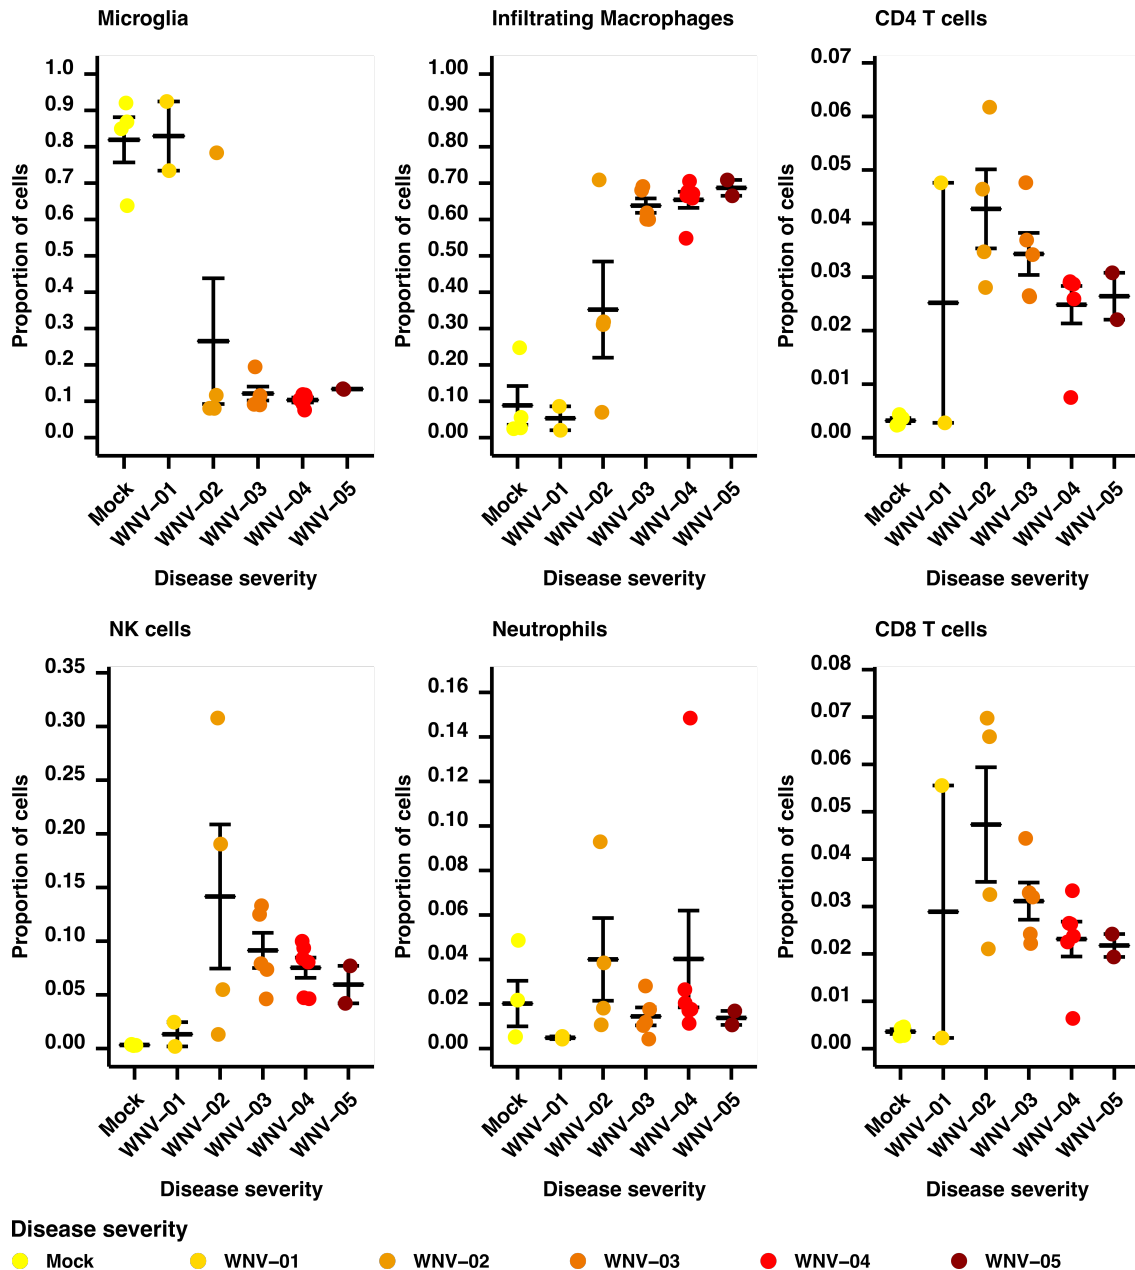 Microglia
Proportion of cells
1.0
0.9
0.8
0.7
0.6
0.5
0.4
0.3
0.2
0.1
0.0
Mock
WNV−01
WNV−02
WNV−03
WNV−04
WNV−05
Disease severity
Infiltrating Macrophages
Proportion of cells
1.00
0.90
0.80
0.70
0.60
0.50
0.40
0.30
0.20
0.10
0.00
Mock
WNV−01
WNV−02
WNV−03
WNV−04
WNV−05
Disease severity
CD4 T cells
Proportion of cells
0.07
0.06
0.05
0.04
0.03
0.02
0.01
0.00
Mock
WNV−01
WNV−02
WNV−03
WNV−04
WNV−05
Disease severity
NK cells
Proportion of cells
0.35
0.30
0.25
0.20
0.15
0.10
0.05
0.00
Mock
WNV−01
WNV−02
WNV−03
WNV−04
WNV−05
Disease severity
Neutrophils
Proportion of cells
0.16
0.14
0.12
0.10
0.08
0.06
0.04
0.02
0.00
Mock
WNV−01
WNV−02
WNV−03
WNV−04
WNV−05
Disease severity
CD8 T cells
Proportion of cells
0.08
0.07
0.06
0.05
0.04
0.03
0.02
0.01
0.00
Mock
WNV−01
WNV−02
WNV−03
WNV−04
WNV−05
Disease severity
Disease severity
Mock WNV−01 WNV−02 WNV−03 WNV−04 WNV−05